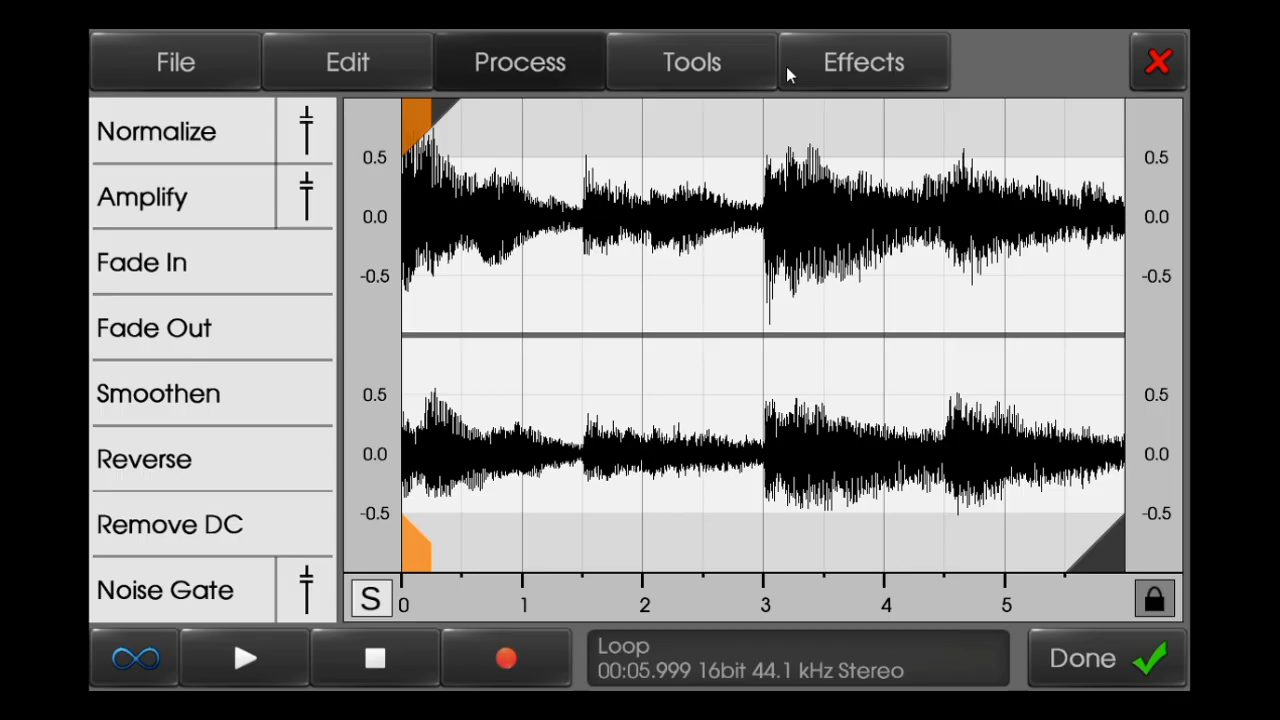 File Edit Process Tools Effects
Normalize
Amplify
Fade In
Fade Out
Smoothen
Reverse
Remove DC
Noise Gate
0.5 0.5
0.0 0.0
-0.5 -0.5
0.5 0.5
0.0 0.0
-0.5 -0.5
S 0 1 2 3 4 5
Loop
00:05.999 16bit 44.1 kHz Stereo
Done